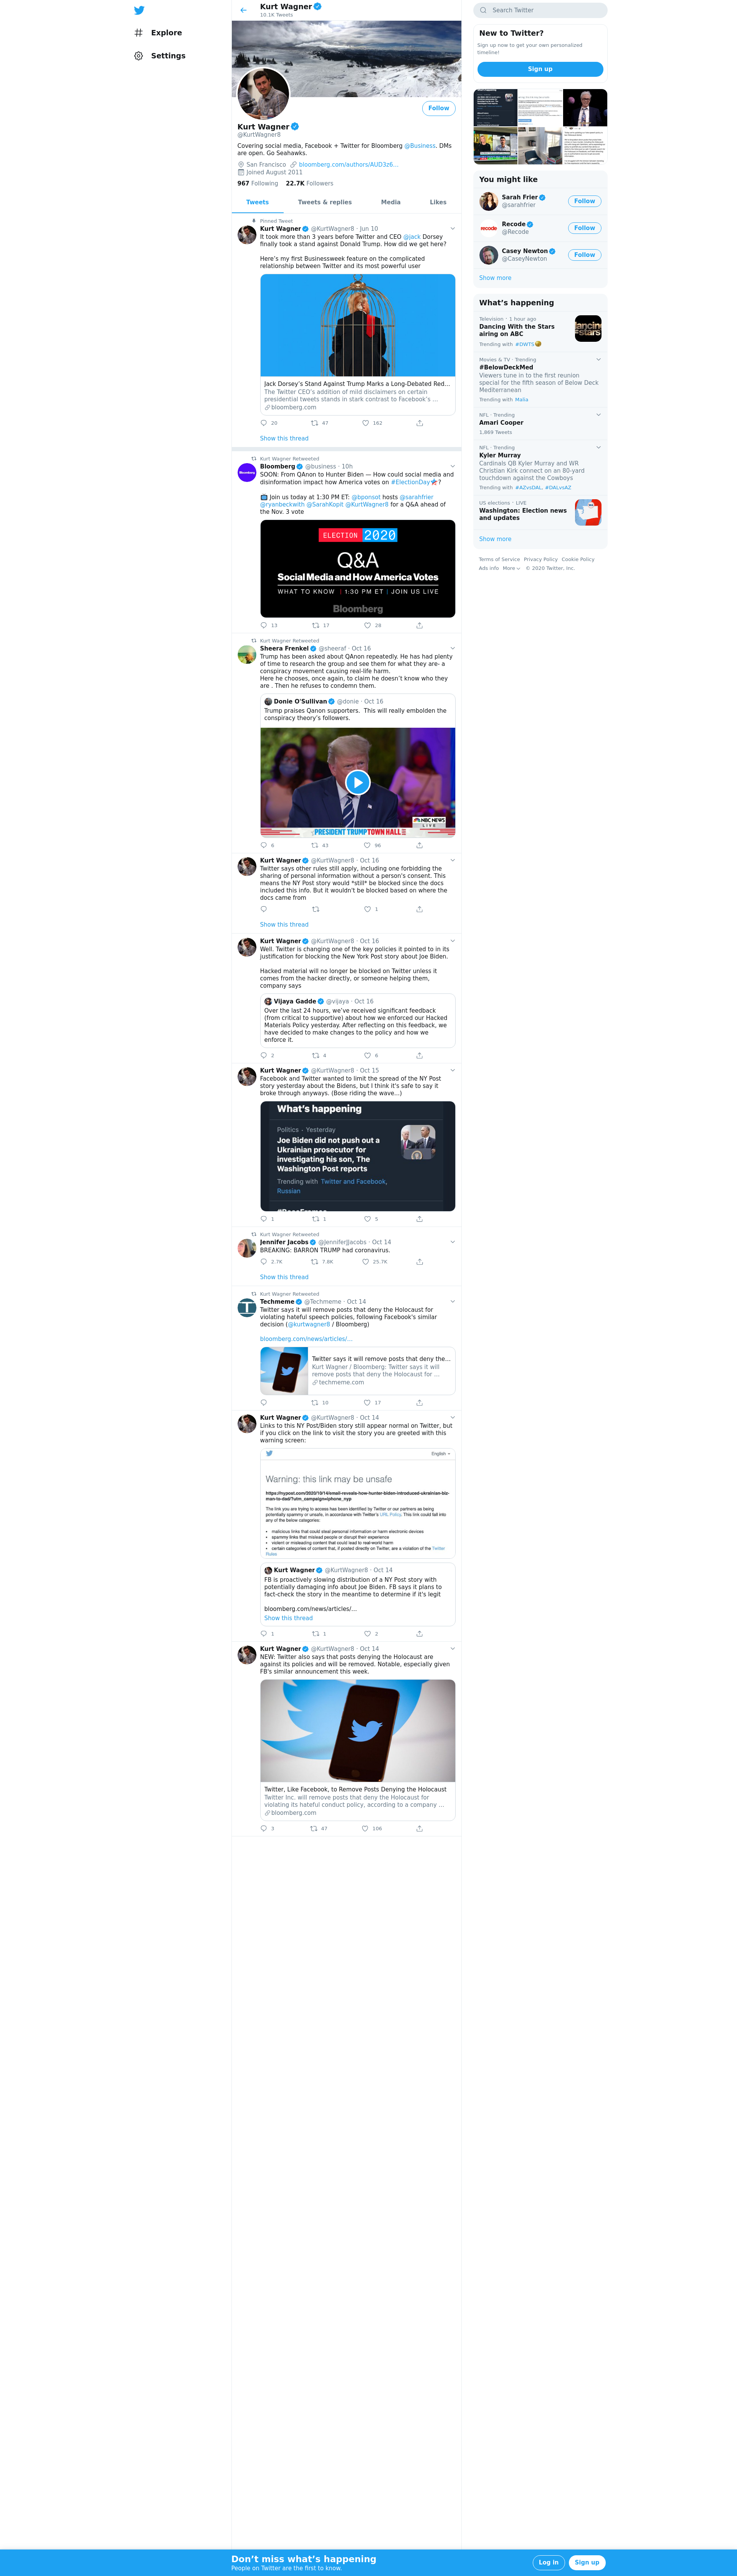 Explore
Settings
Kurt Wagner
10.1K Tweets
Follow
Kurt Wagner
@KurtWagner8
Covering social media, Facebook + Twitter for Bloomberg @Business. DMs
are open. Go Seahawks.
San Francisco bloomberg.com/authors/AUD3z6...
Joined August 2011
967 Following 22.7K Followers
Tweets Tweets & replies Media Likes
Pinned Tweet
Kurt Wagner @KurtWagner8 · Jun 10
It took more than 3 years before Twitter and CEO @jack Dorsey
finally took a stand against Donald Trump. How did we get here?
Here's my first Businessweek feature on the complicated
relationship between Twitter and its most powerful user
Jack Dorsey's Stand Against Trump Marks a Long-Debated Red...
The Twitter CEO's addition of mild disclaimers on certain
presidential tweets stands in stark contrast to Facebook's ...
bloomberg.com
20 47 162
Show this thread
Kurt Wagner Retweeted
Bloomberg @business · 10h
SOON: From QAnon to Hunter Biden — How could social media and
disinformation impact how America votes on #ElectionDay?
Join us today at 1:30 PM ET: @bponsot hosts @sarahfrier
@ryanbeckwith @SarahKopit @KurtWagner8 for a Q&A ahead of
the Nov. 3 vote
Bloomberg
ELECTION 2020
Q&A
Social Media and How America Votes
WHAT TO KNOW | 1:30 PM ET | JOIN US LIVE
Bloomberg
13 17 28
Kurt Wagner Retweeted
Sheera Frenkel @sheeraf · Oct 16
Trump has been asked about QAnon repeatedly. He has had plenty
of time to research the group and see them for what they are- a
conspiracy movement causing real-life harm.
Here he chooses, once again, to claim he doesn't know who they
are . Then he refuses to condemn them.
Donie O'Sullivan @donie · Oct 16
Trump praises Qanon supporters. This will really embolden the
conspiracy theory's followers.
NBC NEWS
LIVE
PRESIDENT TRUMP TOWN HALL
6 43 96
Kurt Wagner @KurtWagner8 · Oct 16
Twitter says other rules still apply, including one forbidding the
sharing of personal information without a person's consent. This
means the NY Post story would *still* be blocked since the docs
included this info. But it wouldn't be blocked based on where the
docs came from
1
Show this thread
Kurt Wagner @KurtWagner8 · Oct 16
Well. Twitter is changing one of the key policies it pointed to in its
justification for blocking the New York Post story about Joe Biden.
Hacked material will no longer be blocked on Twitter unless it
comes from the hacker directly, or someone helping them,
company says
Vijaya Gadde @vijaya · Oct 16
Over the last 24 hours, we've received significant feedback
(from critical to supportive) about how we enforced our Hacked
Materials Policy yesterday. After reflecting on this feedback, we
have decided to make changes to the policy and how we
enforce it.
2 4 6
Kurt Wagner @KurtWagner8 · Oct 15
Facebook and Twitter wanted to limit the spread of the NY Post
story yesterday about the Bidens, but I think it's safe to say it
broke through anyways. (Bose riding the wave...)
What's happening
Politics · Yesterday
Joe Biden did not push out a
Ukrainian prosecutor for
investigating his son, The
Washington Post reports
Trending with Twitter and Facebook,
Russian
1 1 5
Kurt Wagner Retweeted
Jennifer Jacobs @JenniferJJacobs · Oct 14
BREAKING: BARRON TRUMP had coronavirus.
2.7K 7.8K 25.7K
Show this thread
Kurt Wagner Retweeted
Techmeme @Techmeme · Oct 14
Twitter says it will remove posts that deny the Holocaust for
violating hateful speech policies, following Facebook's similar
decision (@kurtwagner8 / Bloomberg)
bloomberg.com/news/articles/...
Twitter says it will remove posts that deny the...
Kurt Wagner / Bloomberg: Twitter says it will
remove posts that deny the Holocaust for ...
techmeme.com
10 17
Kurt Wagner @KurtWagner8 · Oct 14
Links to this NY Post/Biden story still appear normal on Twitter, but
if you click on the link to visit the story you are greeted with this
warning screen:
English
Warning: this link may be unsafe
https://nypost.com/2020/10/14/email-reveals-how-hunter-biden-introduced-ukrainian-biz-
man-to-dad/?utm_campaign=iphone_nyp
The link you are trying to access has been identified by Twitter or our partners as being
potentially spammy or unsafe, in accordance with Twitter's URL Policy. This link could fall into
any of the below categories:
• malicious links that could steal personal information or harm electronic devices
• spammy links that mislead people or disrupt their experience
• violent or misleading content that could lead to real-world harm
• certain categories of content that, if posted directly on Twitter, are a violation of the Twitter
Rules
Kurt Wagner @KurtWagner8 · Oct 14
FB is proactively slowing distribution of a NY Post story with
potentially damaging info about Joe Biden. FB says it plans to
fact-check the story in the meantime to determine if it's legit
bloomberg.com/news/articles/...
Show this thread
1 1 2
Kurt Wagner @KurtWagner8 · Oct 14
NEW: Twitter also says that posts denying the Holocaust are
against its policies and will be removed. Notable, especially given
FB's similar announcement this week.
Twitter, Like Facebook, to Remove Posts Denying the Holocaust
Twitter Inc. will remove posts that deny the Holocaust for
violating its hateful conduct policy, according to a company ...
bloomberg.com
3 47 106
Search Twitter
New to Twitter?
Sign up now to get your own personalized
timeline!
Sign up
You might like
Sarah Frier
@sarahfrier
Follow
recode
Recode
@Recode
Follow
Casey Newton
@CaseyNewton
Follow
Show more
What's happening
Television · 1 hour ago
Dancing With the Stars
airing on ABC
Trending with #DWTS
Movies & TV · Trending
#BelowDeckMed
Viewers tune in to the first reunion
special for the fifth season of Below Deck
Mediterranean
Trending with Malia
NFL · Trending
Amari Cooper
1,869 Tweets
NFL · Trending
Kyler Murray
Cardinals QB Kyler Murray and WR
Christian Kirk connect on an 80-yard
touchdown against the Cowboys
Trending with #AZvsDAL, #DALvsAZ
US elections · LIVE
Washington: Election news
and updates
Show more
Terms of Service Privacy Policy Cookie Policy
Ads info More © 2020 Twitter, Inc.
Don't miss what's happening
People on Twitter are the first to know.
Log in Sign up